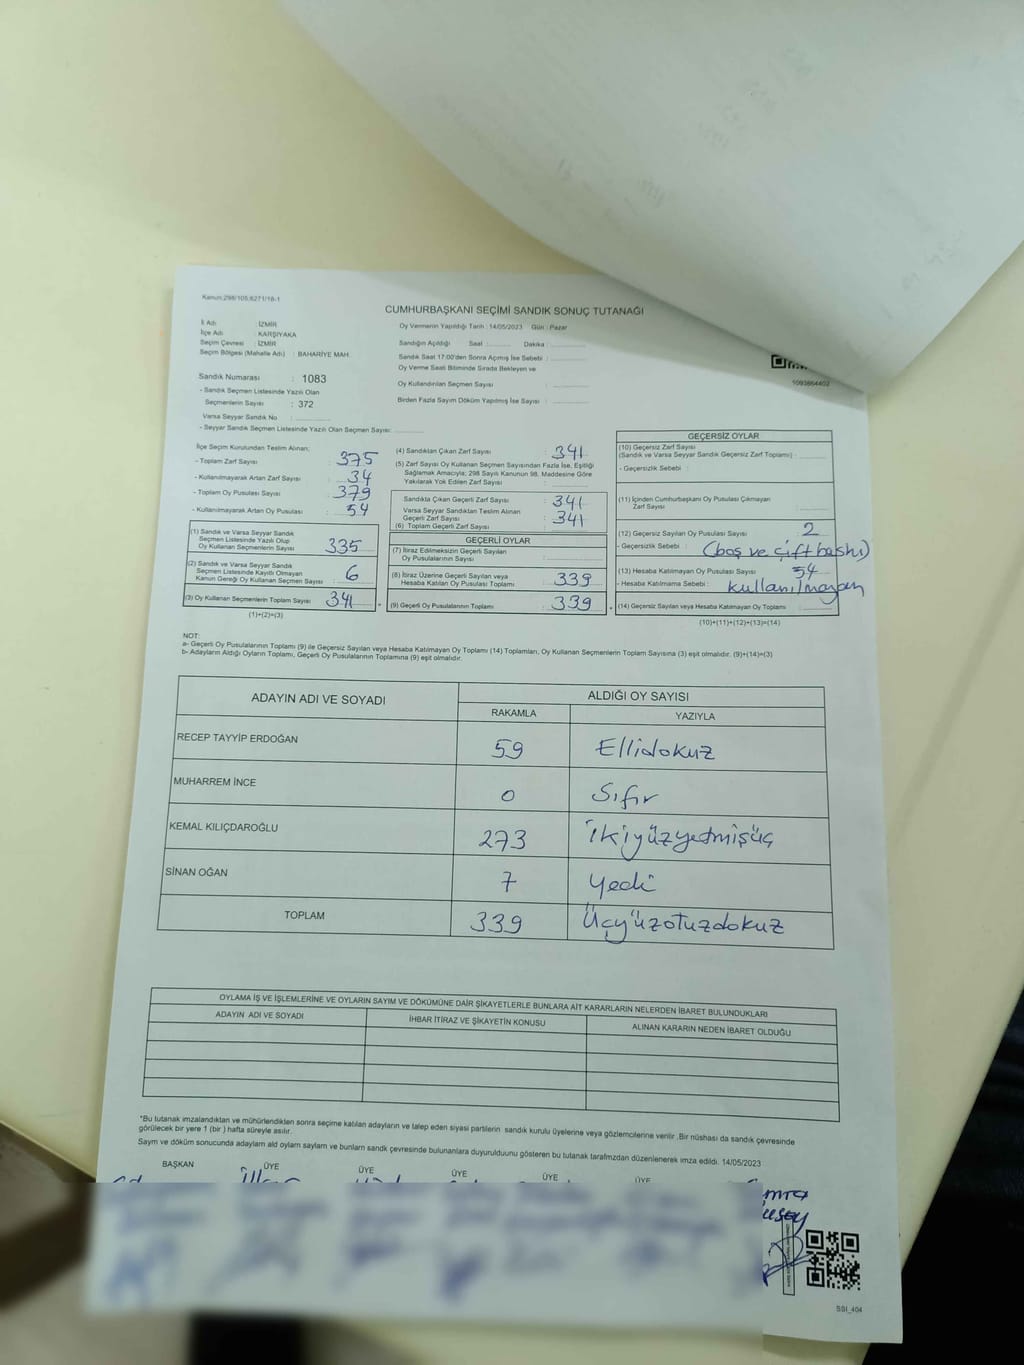 Kanun:298/105;6271/18-1
CUMHURBAŞKANI SEÇİMİ SANDIK SONUÇ TUTANAĞI
İli Adı : İZMİR
İlçe Adı : KARŞIYAKA
Seçim Çevresi : İZMİR
Seçim Bölgesi (Mahalle Adı) : BAHARİYE MAH.
Sandık Numarası : 1083
- Sandık Seçmen Listesinde Yazılı Olan
Seçmenlerin Sayısı : 372
Varsa Seyyar Sandık No :
- Seyyar Sandık Seçmen Listesinde Yazılı Olan Seçmen Sayısı:
Oy Vermenin Yapıldığı Tarih : 14/05/2023 Gün : Pazar
Sandığın Açıldığı Saat : Dakika :
Sandık Saat 17:00'den Sonra Açılmış İse Sebebi :
Oy Verme Saati Bitiminde Sırada Bekleyen ve
Oy Kullandırılan Seçmen Sayısı :
Birden Fazla Sayım Döküm Yapılmış İse Sayısı :
1093864402
İlçe Seçim Kurulundan Teslim Alınan;
- Toplam Zarf Sayısı : 375
- Kullanılmayarak Artan Zarf Sayısı : 34
- Toplam Oy Pusulası Sayısı : 379
- Kullanılmayarak Artan Oy Pusulası : 54
(1) Sandık ve Varsa Seyyar Sandık
Seçmen Listesinde Yazılı Olup
Oy Kullanan Seçmenlerin Sayısı : 335
(2) Sandık ve Varsa Seyyar Sandık
Seçmen Listesinde Kayıtlı Olmayan
Kanun Gereği Oy Kullanan Seçmen Sayısı : 6
(3) Oy Kullanan Seçmenlerin Toplam Sayısı : 341
(1)+(2)=(3)
(4) Sandıktan Çıkan Zarf Sayısı : 341
(5) Zarf Sayısı Oy Kullanan Seçmen Sayısından Fazla İse, Eşitliği
Sağlamak Amacıyla; 298 Sayılı Kanunun 98. Maddesine Göre
Yakılarak Yok Edilen Zarf Sayısı :
Sandıkta Çıkan Geçerli Zarf Sayısı : 341
Varsa Seyyar Sandıktan Teslim Alınan
Geçerli Zarf Sayısı : 341
(6) Toplam Geçerli Zarf Sayısı
GEÇERLİ OYLAR
(7) İtiraz Edilmeksizin Geçerli Sayılan
Oy Pusulalarının Sayısı :
(8) İtiraz Üzerine Geçerli Sayılan veya
Hesaba Katılan Oy Pusulası Toplamı : 339
(9) Geçerli Oy Pusulalarının Toplamı : 339
GEÇERSİZ OYLAR
(10) Geçersiz Zarf Sayısı
(Sandık ve Varsa Seyyar Sandık Geçersiz Zarf Toplamı) :
- Geçersizlik Sebebi :
(11) İçinden Cumhurbaşkanı Oy Pusulası Çıkmayan
Zarf Sayısı :
(12) Geçersiz Sayılan Oy Pusulası Sayısı : 2
- Geçersizlik Sebebi : (boş ve çift baskı)
(13) Hesaba Katılmayan Oy Pusulası Sayısı : 54
- Hesaba Katılmama Sebebi : kullanılmayan
(14) Geçersiz Sayılan veya Hesaba Katılmayan Oy Toplamı :
(10)+(11)+(12)+(13)=(14)
NOT:
a- Geçerli Oy Pusulalarının Toplamı (9) ile Geçersiz Sayılan veya Hesaba Katılmayan Oy Toplamı (14) Toplamları, Oy Kullanan Seçmenlerin Toplam Sayısına (3) eşit olmalıdır. (9)+(14)=(3)
b- Adayların Aldığı Oyların Toplamı, Geçerli Oy Pusulalarının Toplamına (9) eşit olmalıdır.
ADAYIN ADI VE SOYADI ALDIĞI OY SAYISI
RAKAMLA YAZIYLA
RECEP TAYYİP ERDOĞAN 59 Ellidokuz
MUHARREM İNCE 0 Sıfır
KEMAL KILIÇDAROĞLU 273 İkiyüzyetmişüç
SİNAN OĞAN 7 Yedi
TOPLAM 339 Üçyüzotuzdokuz
OYLAMA İŞ VE İŞLEMLERİNE VE OYLARIN SAYIM VE DÖKÜMÜNE DAİR ŞİKAYETLERLE BUNLARA AİT KARARLARIN NELERDEN İBARET BULUNDUKLARI
ADAYIN ADI VE SOYADI İHBAR İTİRAZ VE ŞİKAYETİN KONUSU ALINAN KARARIN NEDEN İBARET OLDUĞU
*Bu tutanak imzalandıktan ve mühürlendikten sonra seçime katılan adayların ve talep eden siyasi partilerin sandık kurulu üyelerine veya gözlemcilerine verilir .Bir nüshası da sandık çevresinde
görülecek bir yere 1 (bir ) hafta süreyle asılır.
Sayım ve döküm sonucunda adayların aldı oyların sayların ve bunların sandk çevresinde bulunanlara duyurulduunu gösteren bu tutanak tarafmzdan düzenlenerek imza edildi. 14/05/2023
BAŞKAN ÜYE ÜYE ÜYE ÜYE ÜYE
SSI_404